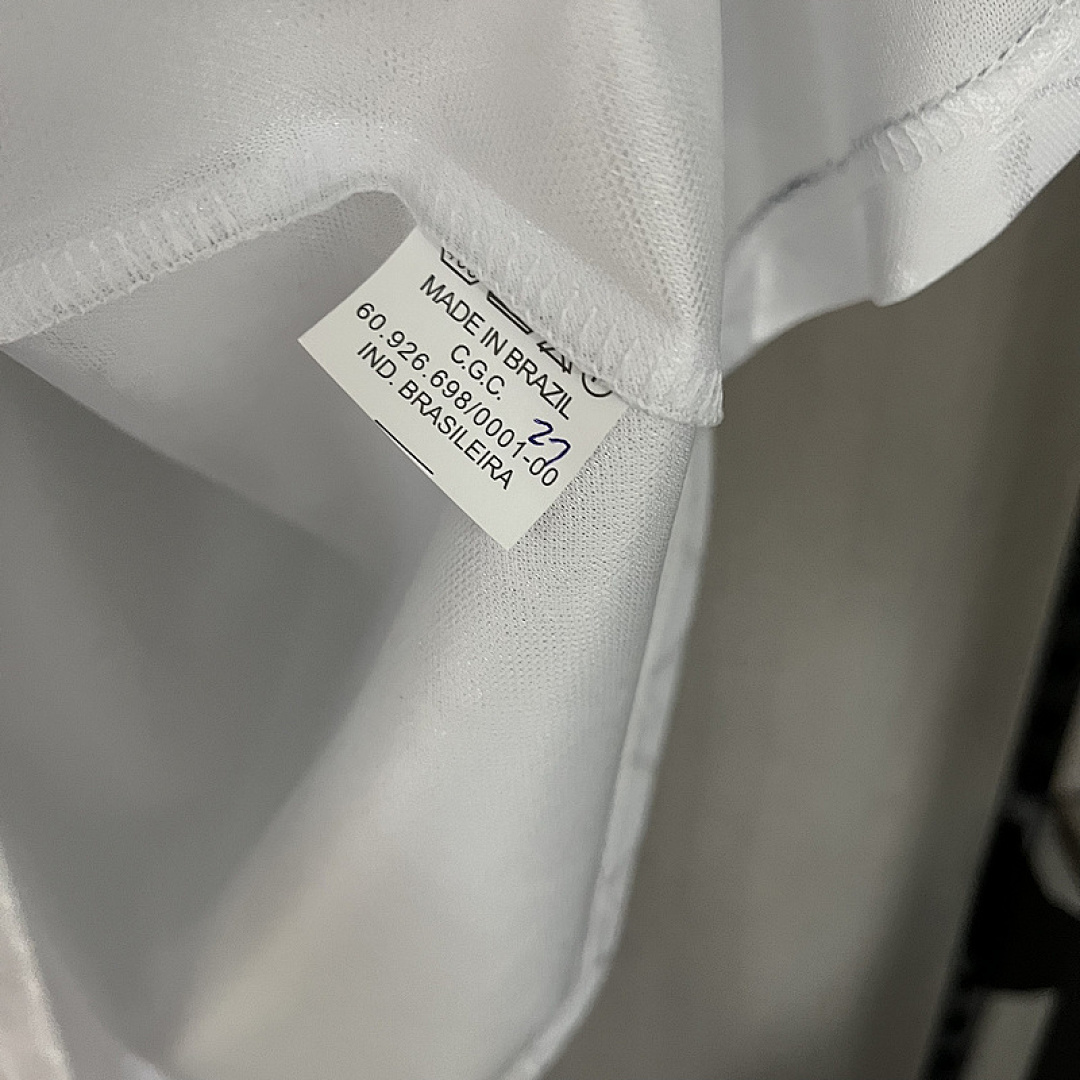 MADE IN BRAZIL
C.G.C.
60.926.698/0001-00
IND. BRASILEIRA